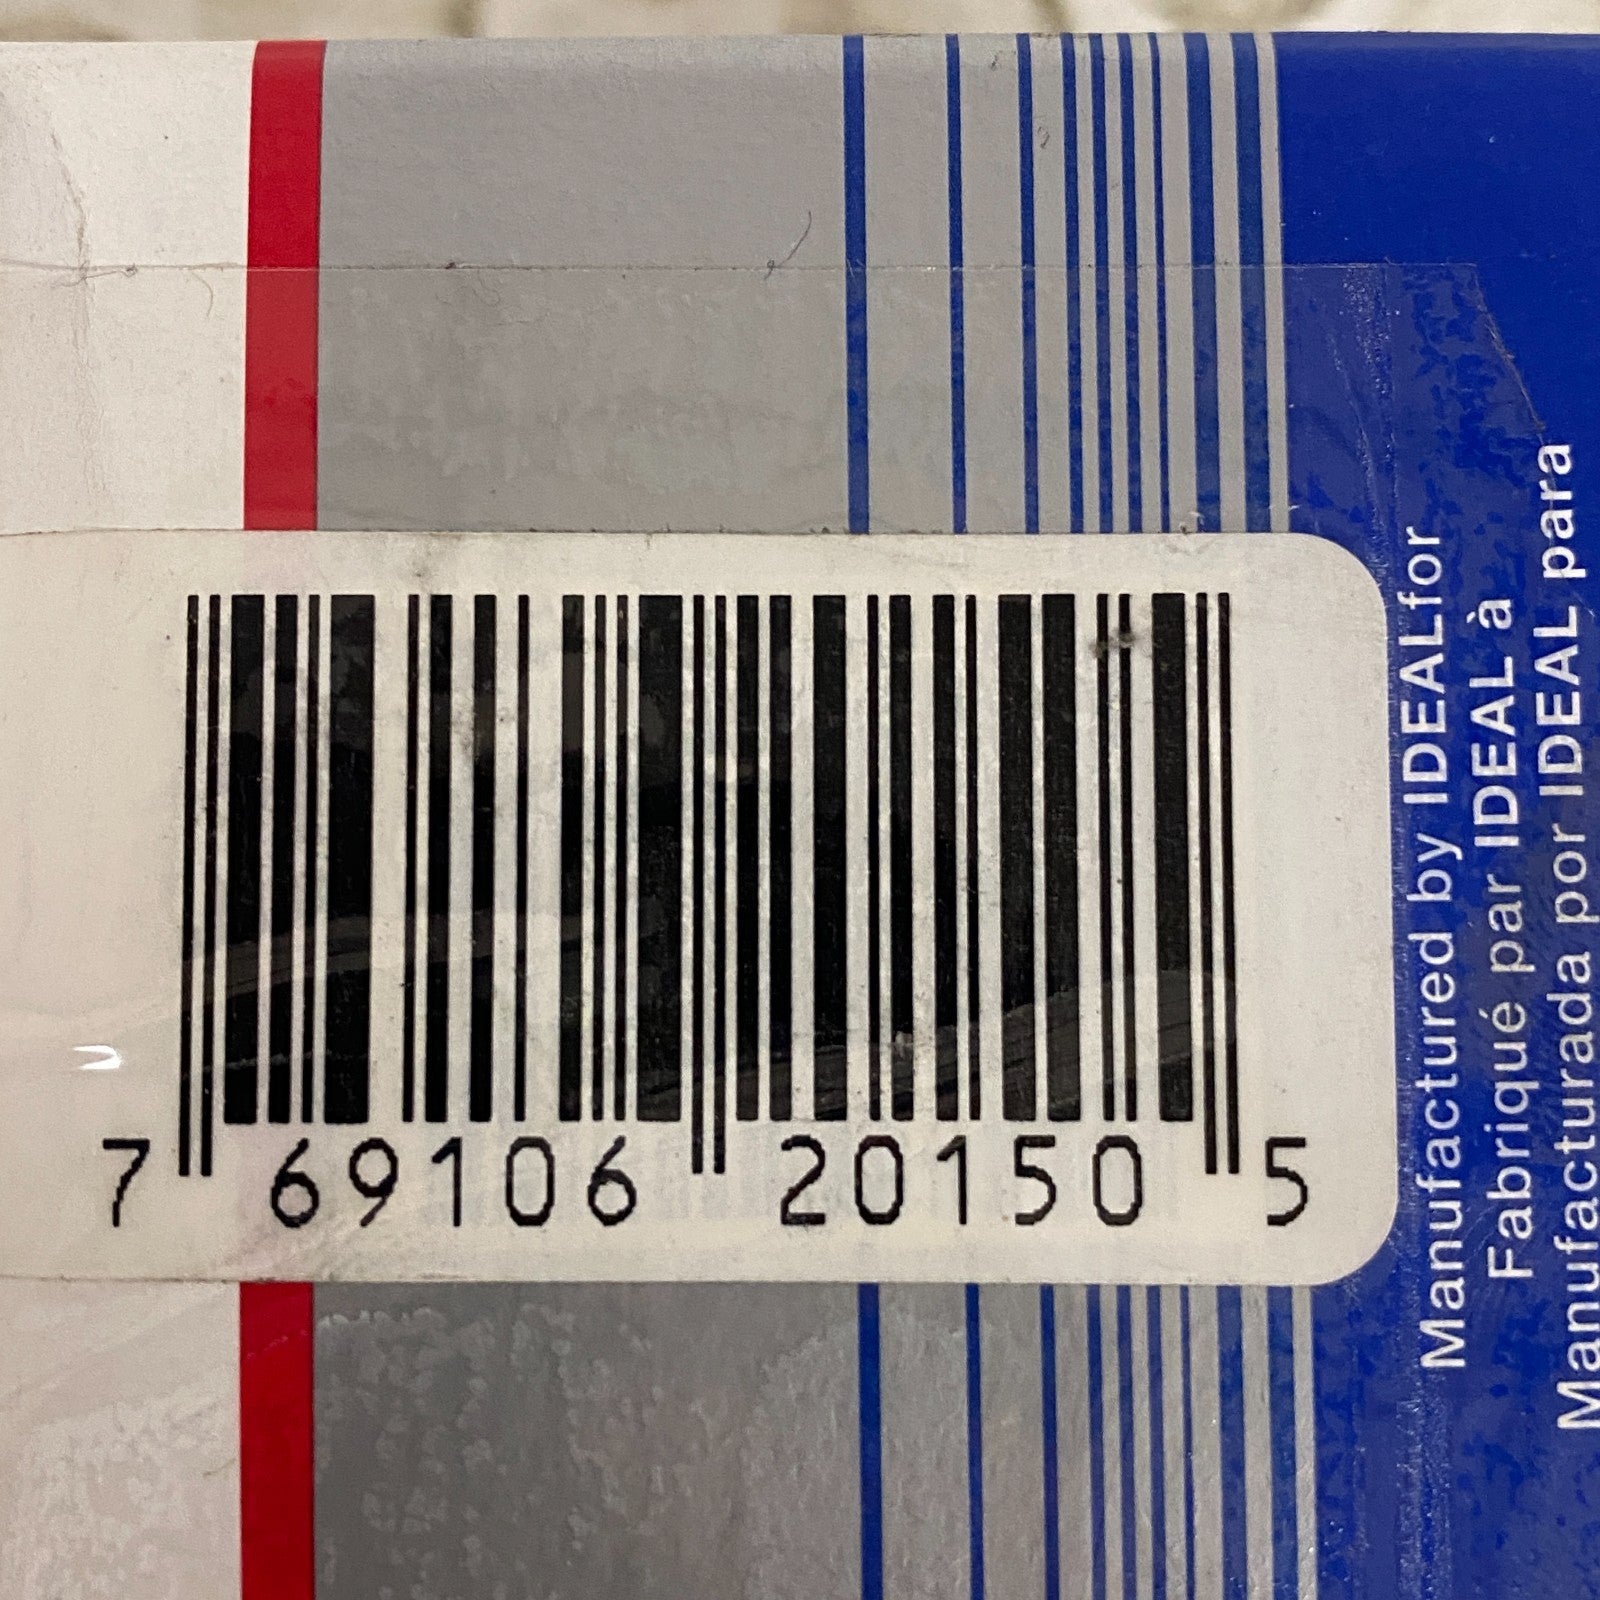 7 69106 20150 5
Manufactured by IDEALfor
Fabriqué par IDEAL à
Manufacturada por IDEAL para